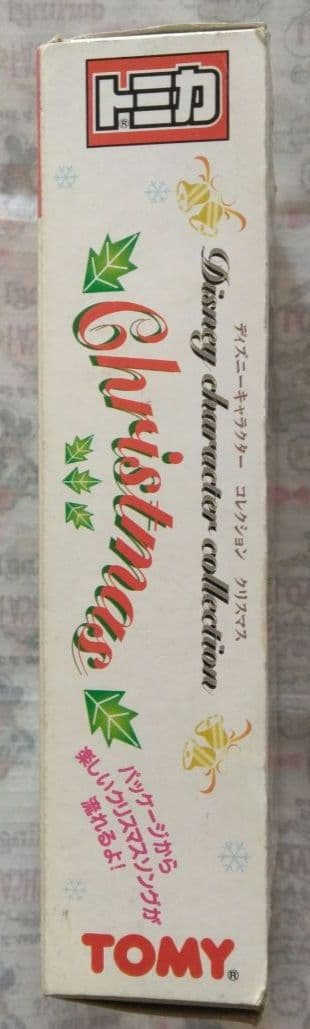 トミカ®
ディズニーキャラクター コレクション クリスマス
Disney character collection
Christmas
パッケージから
楽しいクリスマスソングが
流れるよ!
TOMY®